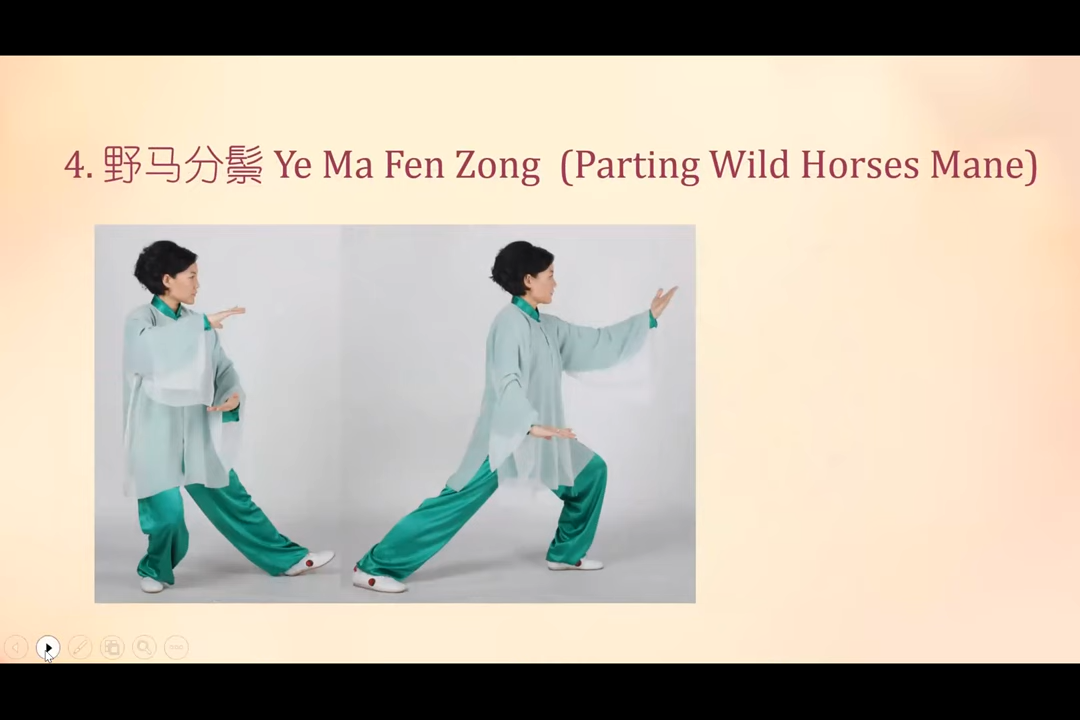 4. 野马分鬃 Ye Ma Fen Zong (Parting Wild Horses Mane)